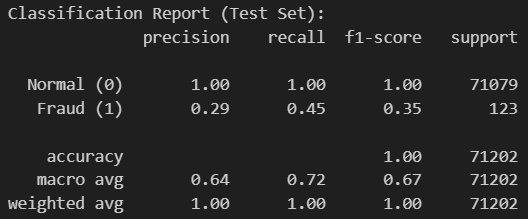 Classification Report (Test Set):
precision recall f1-score support
Normal (0) 1.00 1.00 1.00 71079
Fraud (1) 0.29 0.45 0.35 123
accuracy 1.00 71202
macro avg 0.64 0.72 0.67 71202
weighted avg 1.00 1.00 1.00 71202